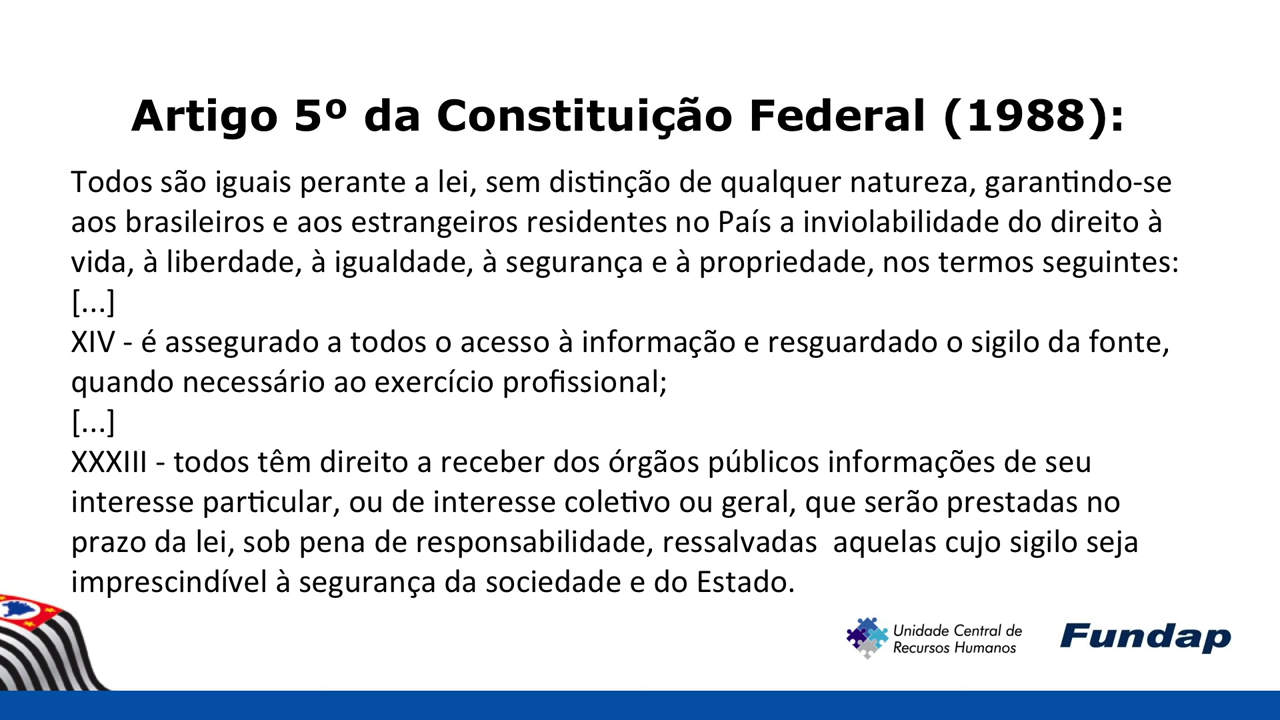 Artigo 5º da Constituição Federal (1988):
Todos são iguais perante a lei, sem distinção de qualquer natureza, garantindo-se
aos brasileiros e aos estrangeiros residentes no País a inviolabilidade do direito à
vida, à liberdade, à igualdade, à segurança e à propriedade, nos termos seguintes:
[...]
XIV - é assegurado a todos o acesso à informação e resguardado o sigilo da fonte,
quando necessário ao exercício profissional;
[...]
XXXIII - todos têm direito a receber dos órgãos públicos informações de seu
interesse particular, ou de interesse coletivo ou geral, que serão prestadas no
prazo da lei, sob pena de responsabilidade, ressalvadas  aquelas cujo sigilo seja
imprescindível à segurança da sociedade e do Estado.
Unidade Central de
Recursos Humanos
Fundap